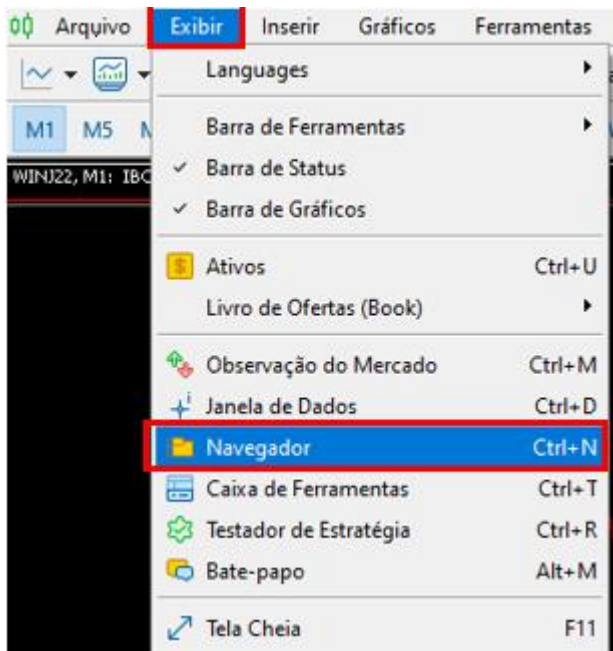 Arquivo Exibir Inserir Gráficos Ferramentas
Languages
M1 M5
Barra de Ferramentas
WINJ22, M1: IBO
Barra de Status
Barra de Gráficos
Ativos Ctrl+U
Livro de Ofertas (Book)
Observação do Mercado Ctrl+M
Janela de Dados Ctrl+D
Navegador Ctrl+N
Caixa de Ferramentas Ctrl+T
Testador de Estratégia Ctrl+R
Bate-papo Alt+M
Tela Cheia F11